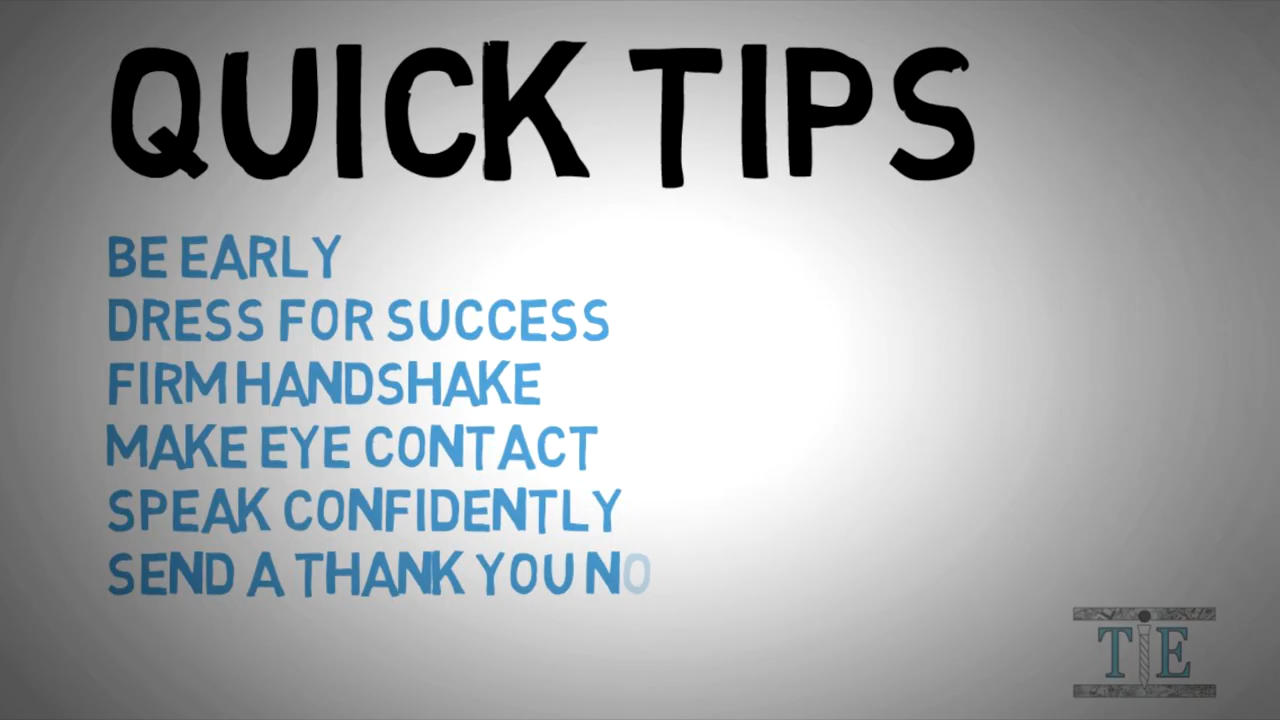 QUICK TIPS
BE EARLY
DRESS FOR SUCCESS
FIRM HANDSHAKE
MAKE EYE CONTACT
SPEAK CONFIDENTLY
SEND A THANK YOU NO
TIE